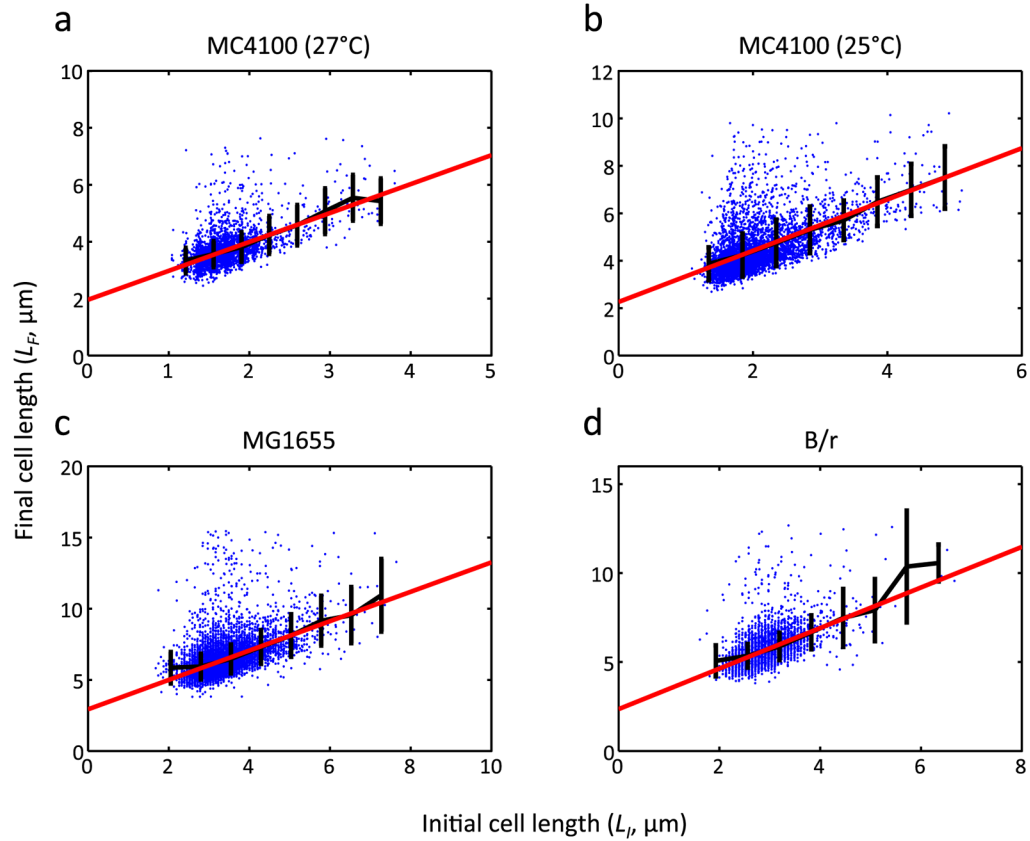 a
MC4100 (27°C)
10
8
6
4
2
0
0 1 2 3 4 5
b
MC4100 (25°C)
12
10
8
6
4
2
0
0 2 4 6
c
MG1655
20
15
10
5
0
0 2 4 6 8 10
d
B/r
15
10
5
0
0 2 4 6 8
Final cell length (L_F, μm)
Initial cell length (L_I, μm)